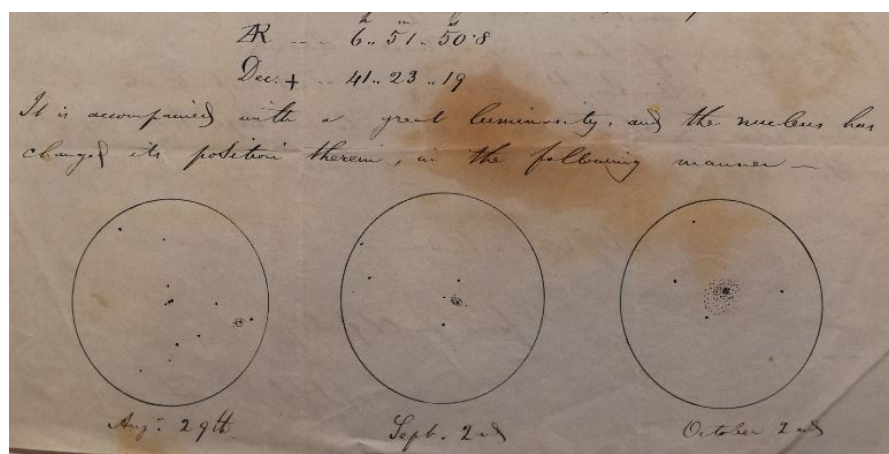 h m s
AR ... 6.. 51.. 50.8
Dec. + .. 41.. 23 .. 19
It is accompanied with a great luminosity, and the nucleus has
changed its position therein, in the following manner —
Augt. 29th
Sept. 2nd
October 2nd